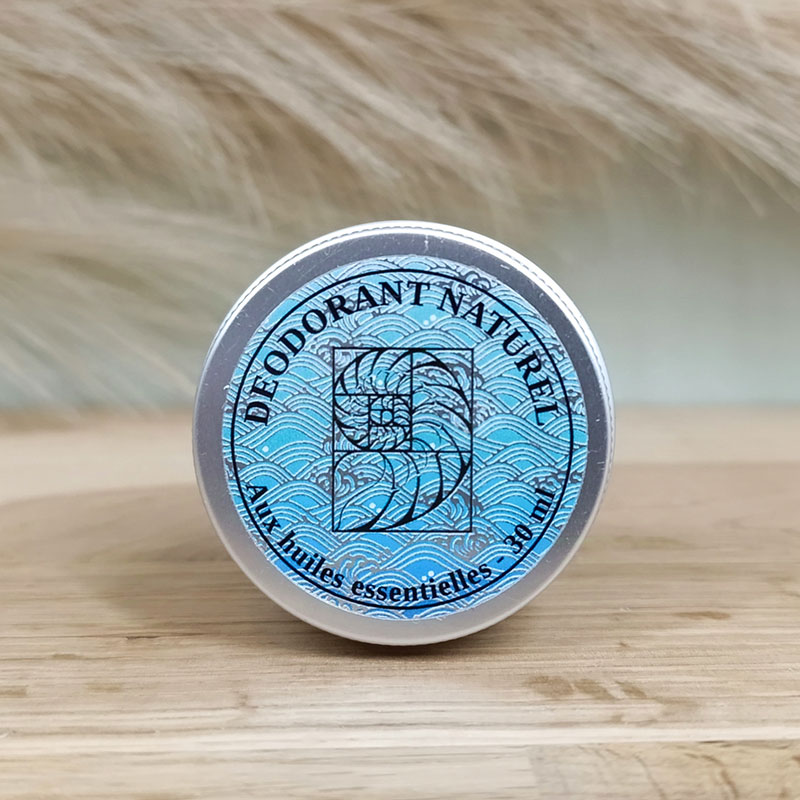 DEODORANT NATUREL
Aux huiles essentielles - 30 ml